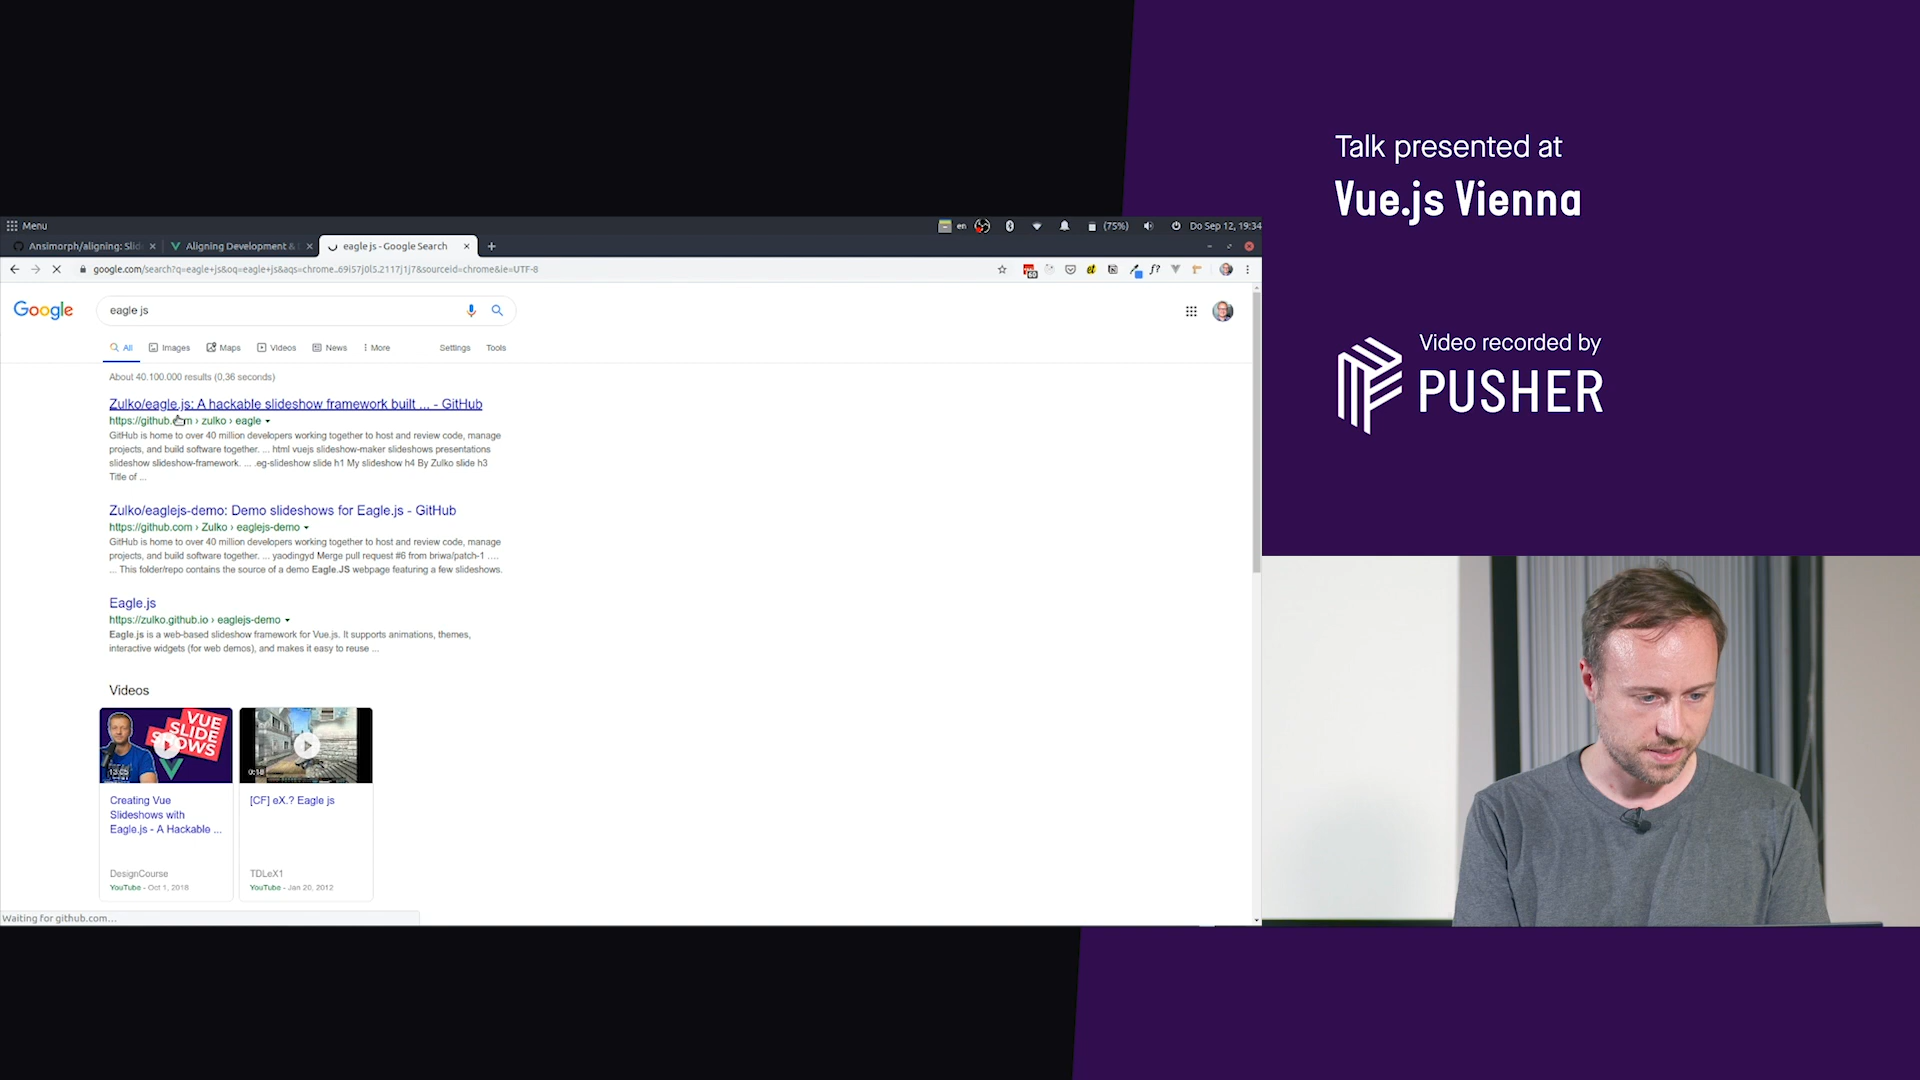 Talk presented at
Vue.js Vienna
Video recorded by
PUSHER
Menu
en
(75%)
Do Sep 12, 19:34
Ansimorph/aligning: Slid
Aligning Development &
eagle js - Google Search
google.com/search?q=eagle+js&oq=eagle+js&aqs=chrome..69i57j0l5.2117j1j7&sourceid=chrome&ie=UTF-8
Google
eagle js
All
Images
Maps
Videos
News
More
Settings
Tools
About 40.100.000 results (0,36 seconds)
Zulko/eagle.js: A hackable slideshow framework built ... - GitHub
https://github.com › zulko › eagle
GitHub is home to over 40 million developers working together to host and review code, manage
projects, and build software together. ... html vuejs slideshow-maker slideshows presentations
slideshow slideshow-framework. ... .eg-slideshow slide h1 My slideshow h4 By Zulko slide h3
Title of ...
Zulko/eaglejs-demo: Demo slideshows for Eagle.js - GitHub
https://github.com › Zulko › eaglejs-demo
GitHub is home to over 40 million developers working together to host and review code, manage
projects, and build software together. ... yaodingyd Merge pull request #6 from briwa/patch-1 ....
... This folder/repo contains the source of a demo Eagle.JS webpage featuring a few slideshows.
Eagle.js
https://zulko.github.io › eaglejs-demo
Eagle.js is a web-based slideshow framework for Vue.js. It supports animations, themes,
interactive widgets (for web demos), and makes it easy to reuse ...
Videos
VUE
SLIDE
SHOWS
13:05
0:18
Creating Vue
Slideshows with
Eagle.js - A Hackable ...
DesignCourse
YouTube - Oct 1, 2018
[CF] eX.? Eagle js
TDLeX1
YouTube - Jan 20, 2012
Waiting for github.com...